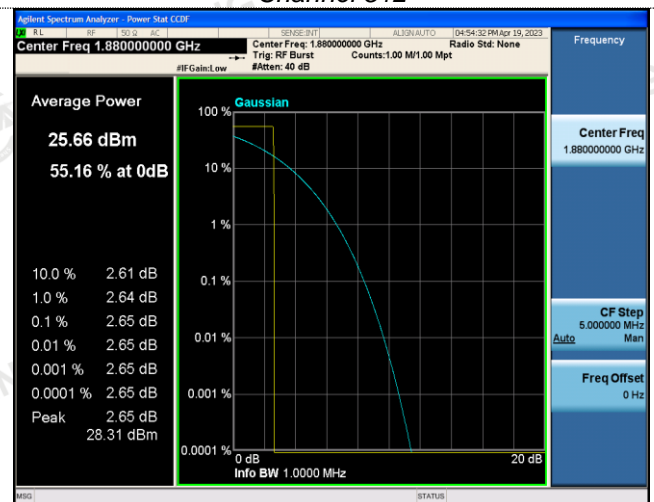 Agilent Spectrum Analyzer - Power Stat CCDF
RL RF 50 Ω AC SENSE:INT ALIGNAUTO 04:54:32 PM Apr 19, 2023
Center Freq 1.880000000 GHz Center Freq: 1.880000000 GHz Radio Std: None
Trig: RF Burst Counts:1.00 M/1.00 Mpt
#IFGain:Low #Atten: 40 dB
Frequency
Average Power
25.66 dBm
55.16 % at 0dB
10.0 % 2.61 dB
1.0 % 2.64 dB
0.1 % 2.65 dB
0.01 % 2.65 dB
0.001 % 2.65 dB
0.0001 % 2.65 dB
Peak 2.65 dB
28.31 dBm
Gaussian
100 %
10 %
1 %
0.1 %
0.01 %
0.001 %
0.0001 %
0 dB 20 dB
Info BW 1.0000 MHz
Center Freq
1.880000000 GHz
CF Step
5.000000 MHz
Auto Man
Freq Offset
0 Hz
MSG STATUS